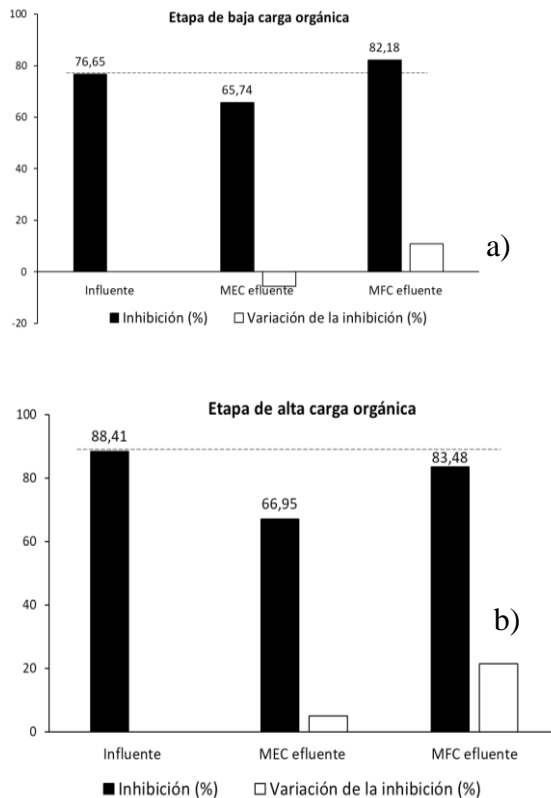 Etapa de baja carga orgánica
100
80
60
40
20
0
-20
76,65
65,74
82,18
a)
Influente
MEC efluente
MFC efluente
Inhibición (%)
Variación de la inhibición (%)
Etapa de alta carga orgánica
100
80
60
40
20
0
88,41
66,95
83,48
b)
Influente
MEC efluente
MFC efluente
Inhibición (%)
Variación de la inhibición (%)